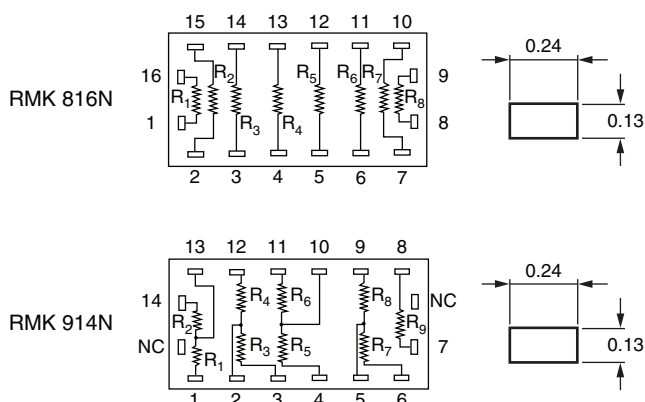 15 14 13 12 11 10
16 R1 R2 R3 R4 R5 R6 R7 R8 9
RMK 816N
1 8
2 3 4 5 6 7
0.24
0.13
13 12 11 10 9 8
14 R2 R4 R6 R8 NC
RMK 914N
NC R1 R3 R5 R7 R9 7
1 2 3 4 5 6
0.24
0.13